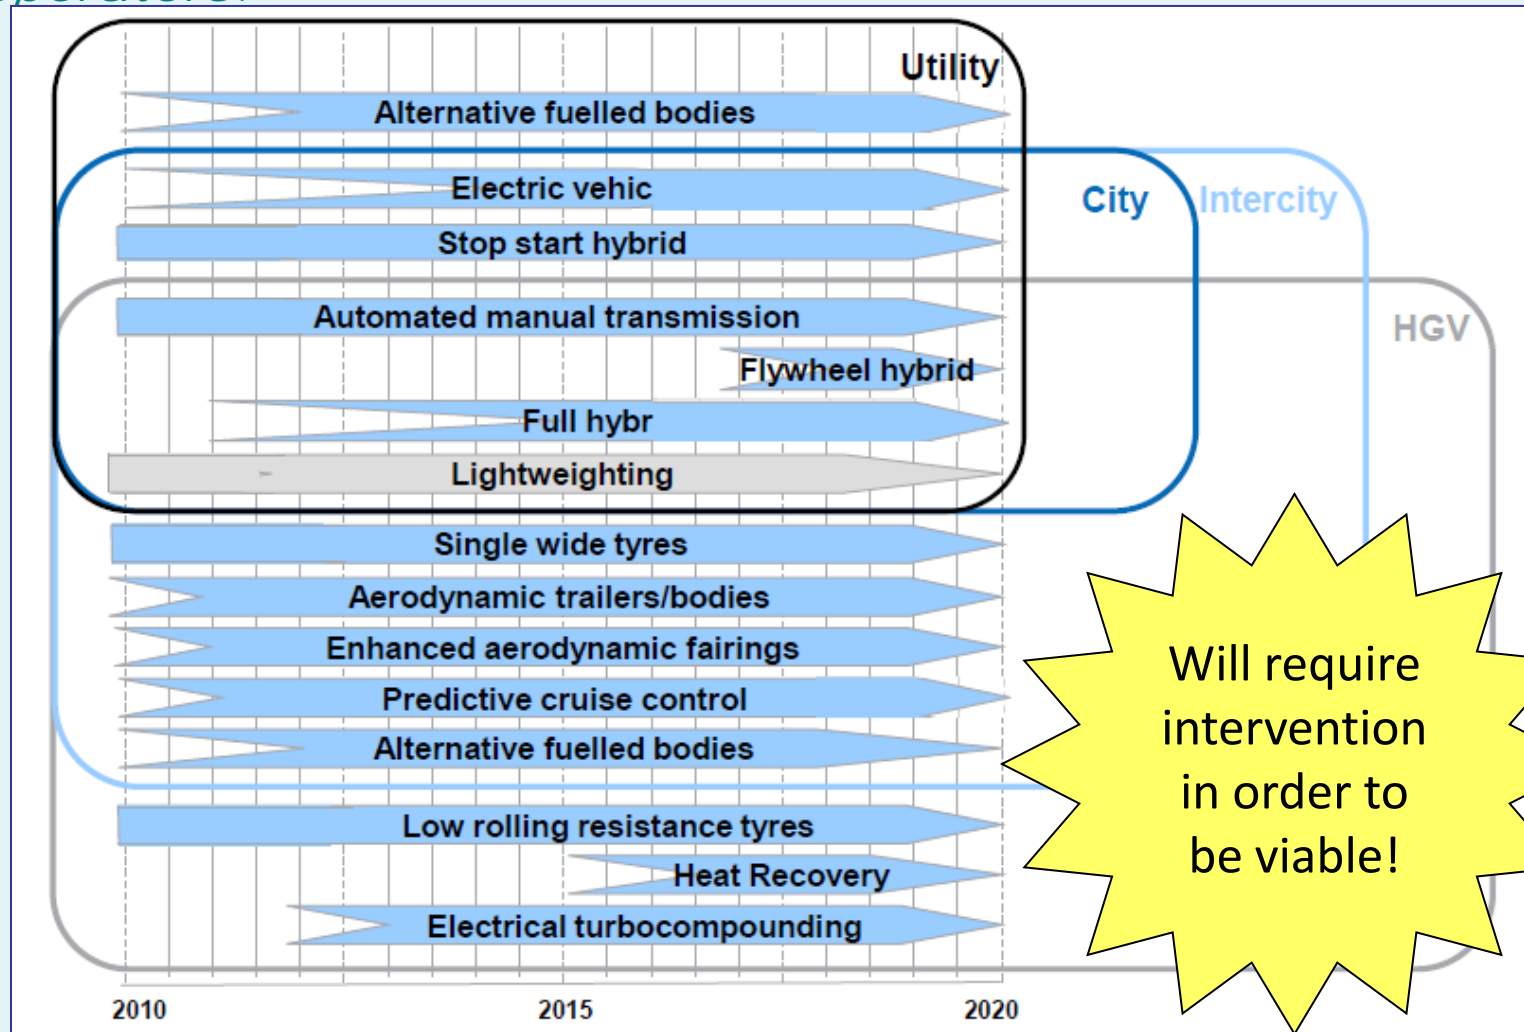 Utility
Alternative fuelled bodies
Electric vehic
City
Intercity
Stop start hybrid
Automated manual transmission
HGV
Flywheel hybrid
Full hybr
Lightweighting
Single wide tyres
Aerodynamic trailers/bodies
Enhanced aerodynamic fairings
Predictive cruise control
Alternative fuelled bodies
Low rolling resistance tyres
Heat Recovery
Electrical turbocompounding
Will require
intervention
in order to
be viable!
2010
2015
2020